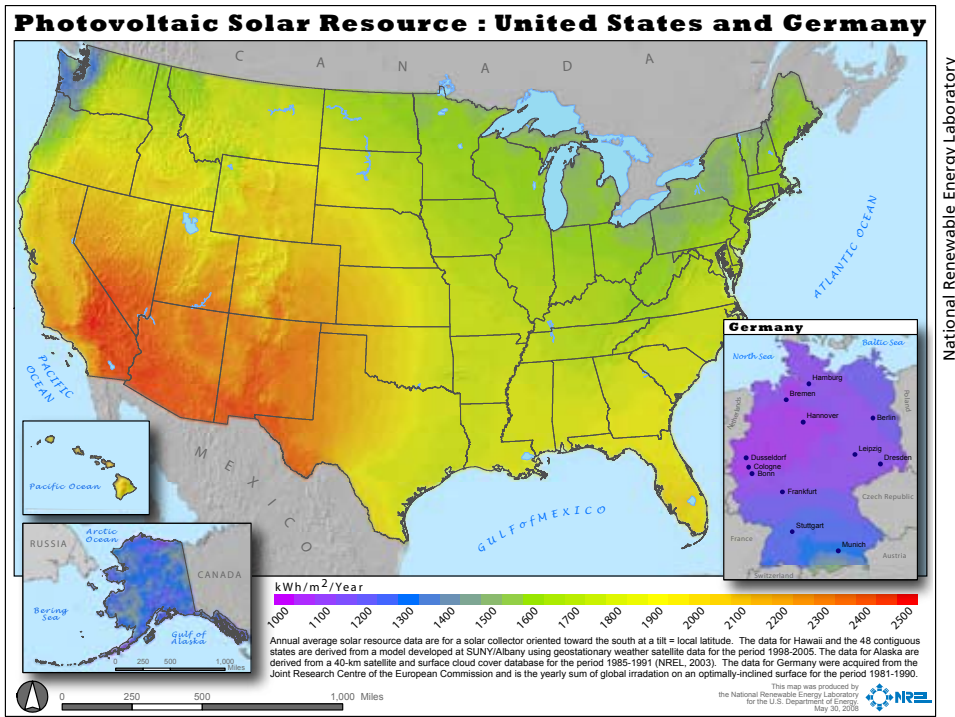 Photovoltaic Solar Resource : United States and Germany
National Renewable Energy Laboratory
CANADA
ATLANTIC OCEAN
PACIFIC
OCEAN
MEXICO
GULF of MEXICO
Pacific Ocean
Arctic
Ocean
RUSSIA
CANADA
Bering
Sea
Gulf of
Alaska
0 250 500 1,000
Miles
Germany
Baltic Sea
North Sea
Hamburg
Bremen
Netherlands
Poland
Hannover
Berlin
Leipzig
Dusseldorf
Dresden
Cologne
Bonn
Frankfurt
Czech Republic
Stuttgart
France
Munich
Austria
Switzerland
kWh/m2/Year
1000 1100 1200 1300 1400 1500 1600 1700 1800 1900 2000 2100 2200 2300 2400 2500
Annual average solar resource data are for a solar collector oriented toward the south at a tilt = local latitude. The data for Hawaii and the 48 contiguous
states are derived from a model developed at SUNY/Albany using geostationary weather satellite data for the period 1998-2005. The data for Alaska are
derived from a 40-km satellite and surface cloud cover database for the period 1985-1991 (NREL, 2003). The data for Germany were acquired from the
Joint Research Centre of the European Commission and is the yearly sum of global irradation on an optimally-inclined surface for the period 1981-1990.
0 250 500 1,000 Miles
This map was produced by
the National Renewable Energy Laboratory
for the U.S. Department of Energy.
May 30, 2008
NREL